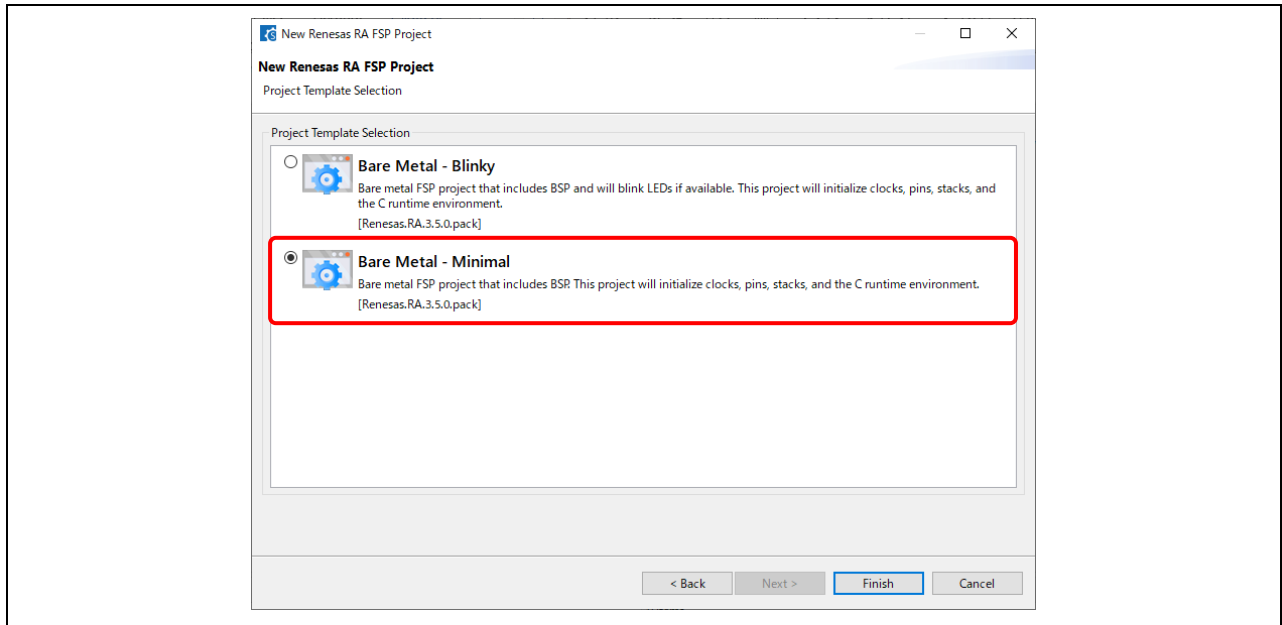 New Renesas RA FSP Project
New Renesas RA FSP Project
Project Template Selection
Project Template Selection
Bare Metal - Blinky
Bare metal FSP project that includes BSP and will blink LEDs if available. This project will initialize clocks, pins, stacks, and
the C runtime environment.
[Renesas.RA.3.5.0.pack]
Bare Metal - Minimal
Bare metal FSP project that includes BSP. This project will initialize clocks, pins, stacks, and the C runtime environment.
[Renesas.RA.3.5.0.pack]
< Back Next > Finish Cancel